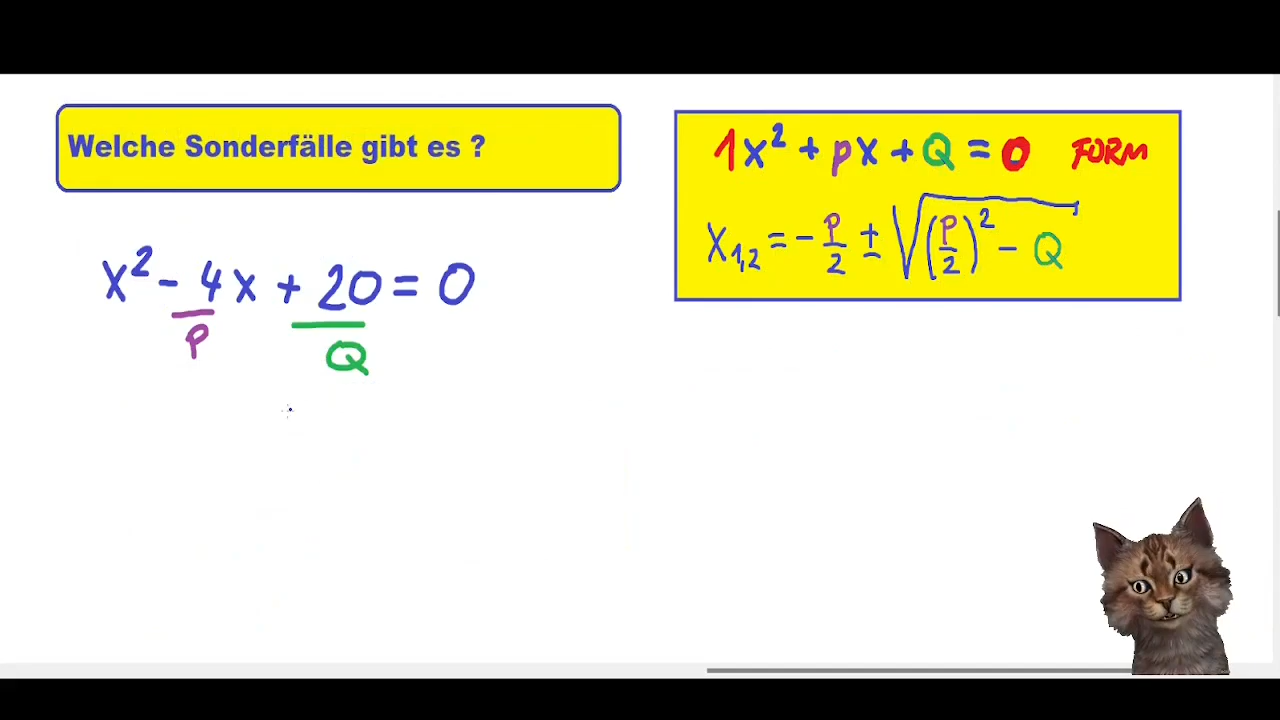 Welche Sonderfälle gibt es ?
x² - 4x + 20 = 0
P
Q
1x² + px + Q = 0 FORM
x₁,₂ = - P/2 ± √((P/2)² - Q)